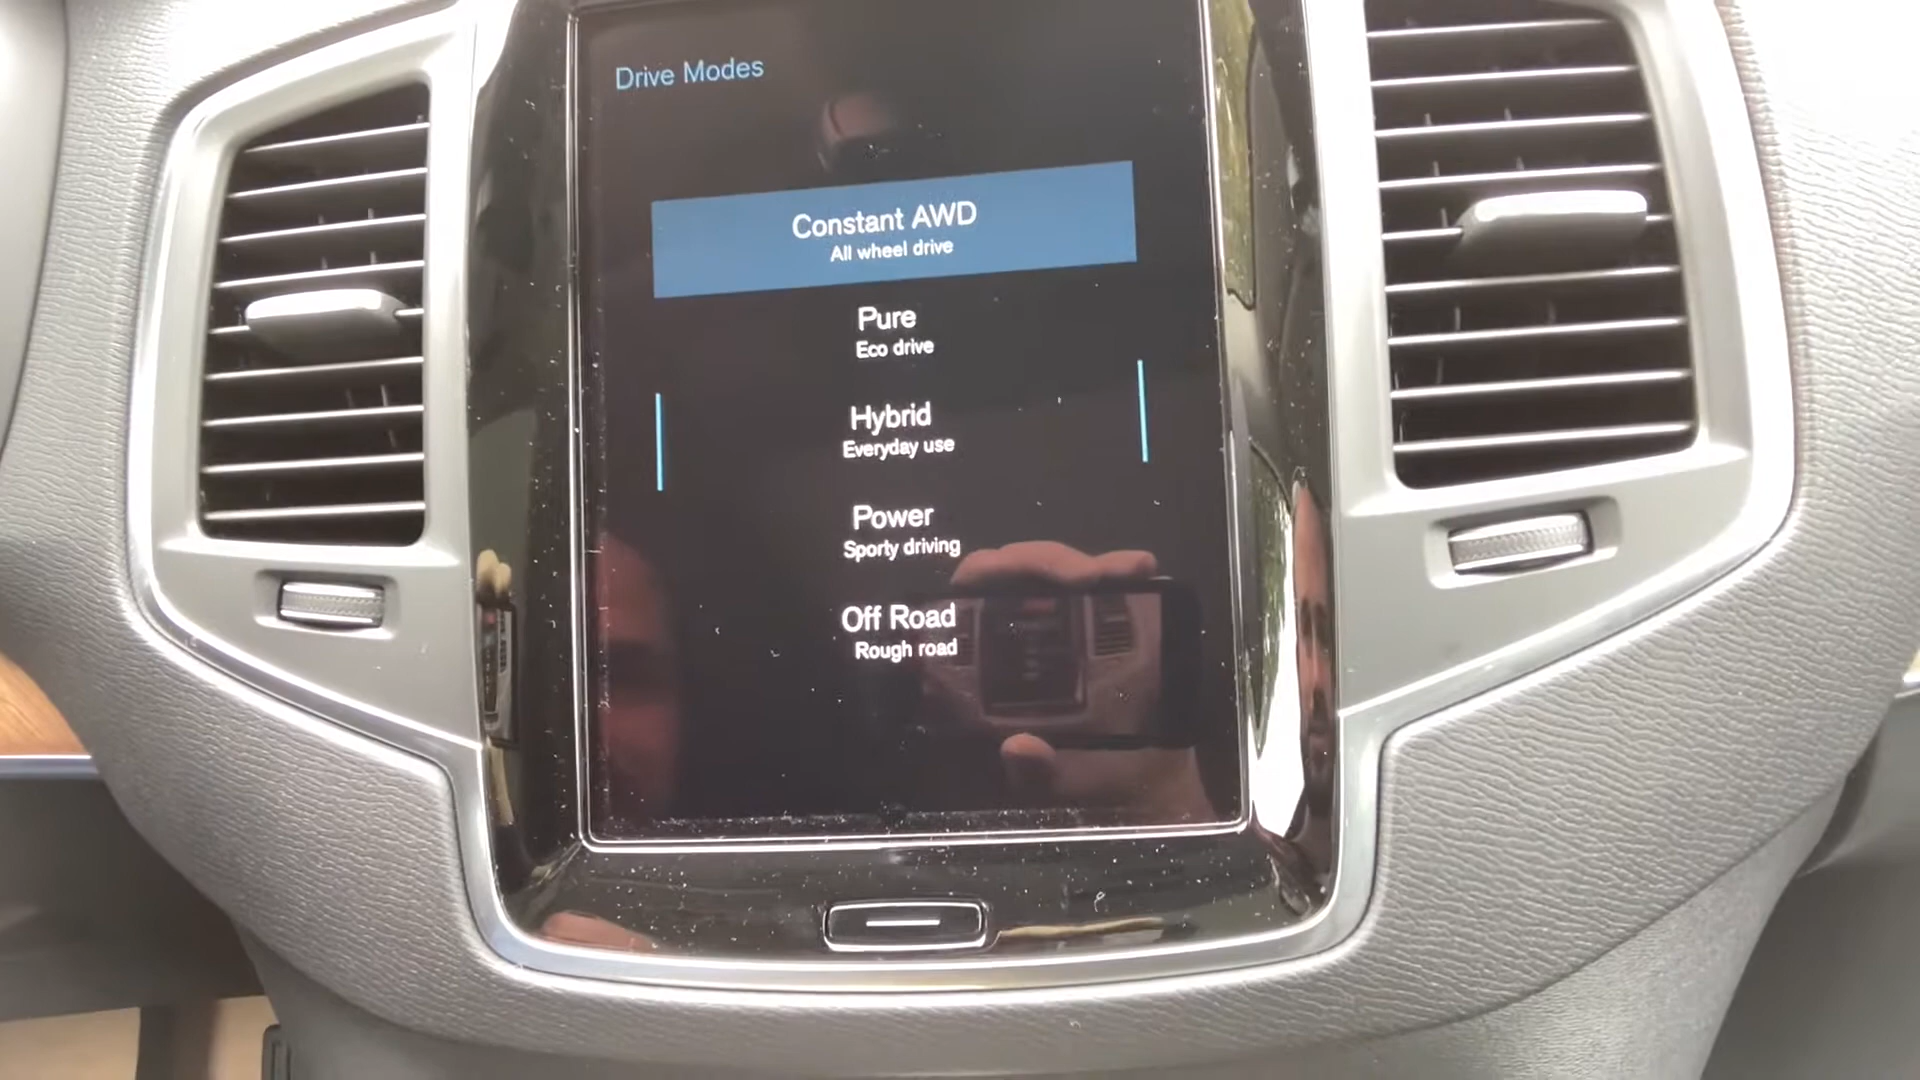 Drive Modes
Constant AWD
All wheel drive
Pure
Eco drive
Hybrid
Everyday use
Power
Sporty driving
Off Road
Rough road